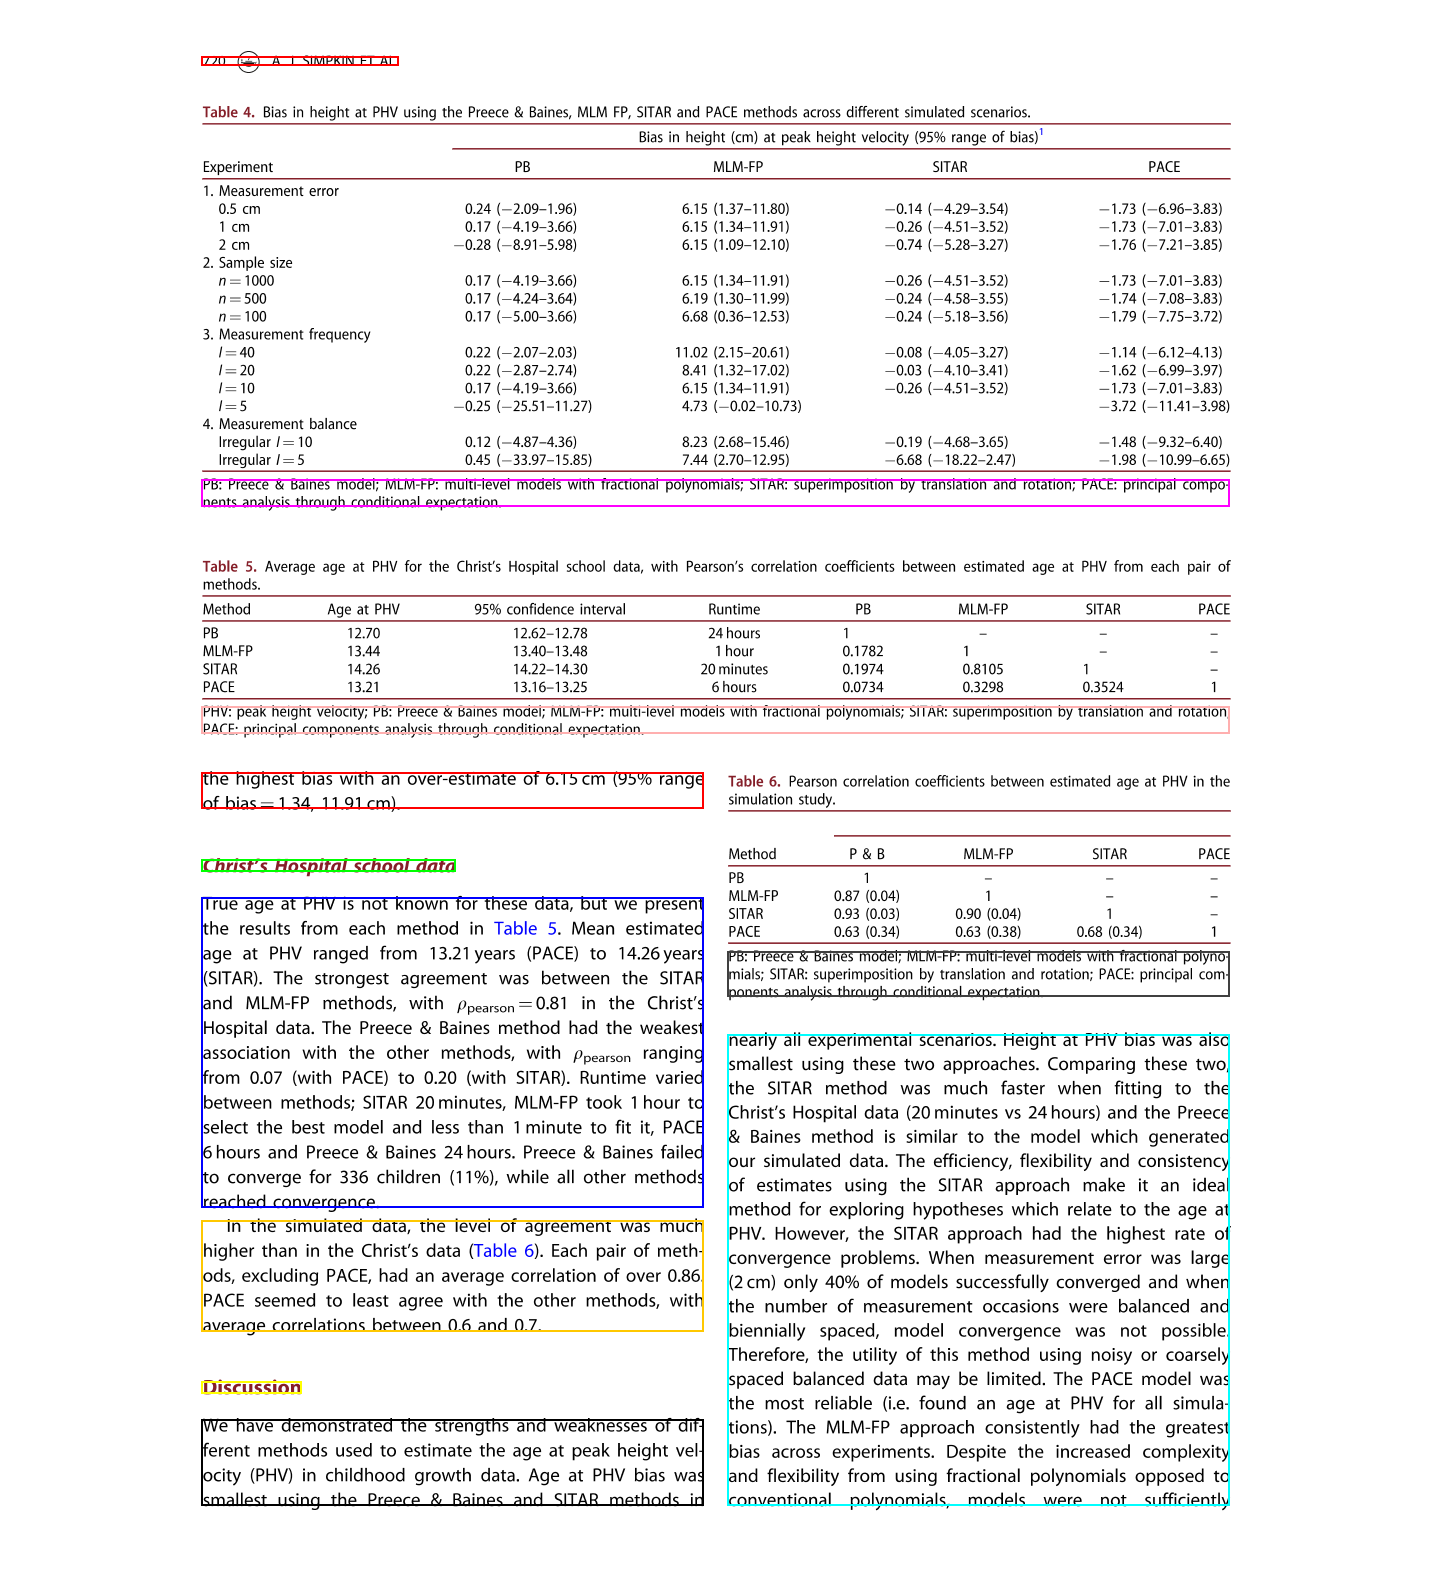 720 A. J. SIMPKIN ET AL.
Table 4. Bias in height at PHV using the Preece & Baines, MLM FP, SITAR and PACE methods across different simulated scenarios.
Bias in height (cm) at peak height velocity (95% range of bias)1
Experiment PB MLM-FP SITAR PACE
1. Measurement error
0.5 cm 0.24 (−2.09–1.96) 6.15 (1.37–11.80) −0.14 (−4.29–3.54) −1.73 (−6.96–3.83)
1 cm 0.17 (−4.19–3.66) 6.15 (1.34–11.91) −0.26 (−4.51–3.52) −1.73 (−7.01–3.83)
2 cm −0.28 (−8.91–5.98) 6.15 (1.09–12.10) −0.74 (−5.28–3.27) −1.76 (−7.21–3.85)
2. Sample size
n = 1000 0.17 (−4.19–3.66) 6.15 (1.34–11.91) −0.26 (−4.51–3.52) −1.73 (−7.01–3.83)
n = 500 0.17 (−4.24–3.64) 6.19 (1.30–11.99) −0.24 (−4.58–3.55) −1.74 (−7.08–3.83)
n = 100 0.17 (−5.00–3.66) 6.68 (0.36–12.53) −0.24 (−5.18–3.56) −1.79 (−7.75–3.72)
3. Measurement frequency
l = 40 0.22 (−2.07–2.03) 11.02 (2.15–20.61) −0.08 (−4.05–3.27) −1.14 (−6.12–4.13)
l = 20 0.22 (−2.87–2.74) 8.41 (1.32–17.02) −0.03 (−4.10–3.41) −1.62 (−6.99–3.97)
l = 10 0.17 (−4.19–3.66) 6.15 (1.34–11.91) −0.26 (−4.51–3.52) −1.73 (−7.01–3.83)
l = 5 −0.25 (−25.51–11.27) 4.73 (−0.02–10.73) −3.72 (−11.41–3.98)
4. Measurement balance
Irregular l = 10 0.12 (−4.87–4.36) 8.23 (2.68–15.46) −0.19 (−4.68–3.65) −1.48 (−9.32–6.40)
Irregular l = 5 0.45 (−33.97–15.85) 7.44 (2.70–12.95) −6.68 (−18.22–2.47) −1.98 (−10.99–6.65)
PB: Preece & Baines model; MLM-FP: multi-level models with fractional polynomials; SITAR: superimposition by translation and rotation; PACE: principal compo-
nents analysis through conditional expectation.
Table 5. Average age at PHV for the Christ's Hospital school data, with Pearson's correlation coefficients between estimated age at PHV from each pair of
methods.
Method Age at PHV 95% confidence interval Runtime PB MLM-FP SITAR PACE
PB 12.70 12.62–12.78 24 hours 1 – – –
MLM-FP 13.44 13.40–13.48 1 hour 0.1782 1 – –
SITAR 14.26 14.22–14.30 20 minutes 0.1974 0.8105 1 –
PACE 13.21 13.16–13.25 6 hours 0.0734 0.3298 0.3524 1
PHV: peak height velocity; PB: Preece & Baines model; MLM-FP: multi-level models with fractional polynomials; SITAR: superimposition by translation and rotation;
PACE: principal components analysis through conditional expectation.
the highest bias with an over-estimate of 6.15 cm (95% range
of bias = 1.34, 11.91 cm).
Christ's Hospital school data
True age at PHV is not known for these data, but we present
the results from each method in Table 5. Mean estimated
age at PHV ranged from 13.21 years (PACE) to 14.26 years
(SITAR). The strongest agreement was between the SITAR
and MLM-FP methods, with ρpearson = 0.81 in the Christ's
Hospital data. The Preece & Baines method had the weakest
association with the other methods, with ρpearson ranging
from 0.07 (with PACE) to 0.20 (with SITAR). Runtime varied
between methods; SITAR 20 minutes, MLM-FP took 1 hour to
select the best model and less than 1 minute to fit it, PACE
6 hours and Preece & Baines 24 hours. Preece & Baines failed
to converge for 336 children (11%), while all other methods
reached convergence.
In the simulated data, the level of agreement was much
higher than in the Christ's data (Table 6). Each pair of meth-
ods, excluding PACE, had an average correlation of over 0.86.
PACE seemed to least agree with the other methods, with
average correlations between 0.6 and 0.7.
Discussion
We have demonstrated the strengths and weaknesses of dif-
ferent methods used to estimate the age at peak height vel-
ocity (PHV) in childhood growth data. Age at PHV bias was
smallest using the Preece & Baines and SITAR methods in
Table 6. Pearson correlation coefficients between estimated age at PHV in the
simulation study.
Method P & B MLM-FP SITAR PACE
PB 1 – – –
MLM-FP 0.87 (0.04) 1 – –
SITAR 0.93 (0.03) 0.90 (0.04) 1 –
PACE 0.63 (0.34) 0.63 (0.38) 0.68 (0.34) 1
PB: Preece & Baines model; MLM-FP: multi-level models with fractional polyno-
mials; SITAR: superimposition by translation and rotation; PACE: principal com-
ponents analysis through conditional expectation.
nearly all experimental scenarios. Height at PHV bias was also
smallest using these two approaches. Comparing these two,
the SITAR method was much faster when fitting to the
Christ's Hospital data (20 minutes vs 24 hours) and the Preece
& Baines method is similar to the model which generated
our simulated data. The efficiency, flexibility and consistency
of estimates using the SITAR approach make it an ideal
method for exploring hypotheses which relate to the age at
PHV. However, the SITAR approach had the highest rate of
convergence problems. When measurement error was large
(2 cm) only 40% of models successfully converged and when
the number of measurement occasions were balanced and
biennially spaced, model convergence was not possible.
Therefore, the utility of this method using noisy or coarsely
spaced balanced data may be limited. The PACE model was
the most reliable (i.e. found an age at PHV for all simula-
tions). The MLM-FP approach consistently had the greatest
bias across experiments. Despite the increased complexity
and flexibility from using fractional polynomials opposed to
conventional polynomials, models were not sufficiently